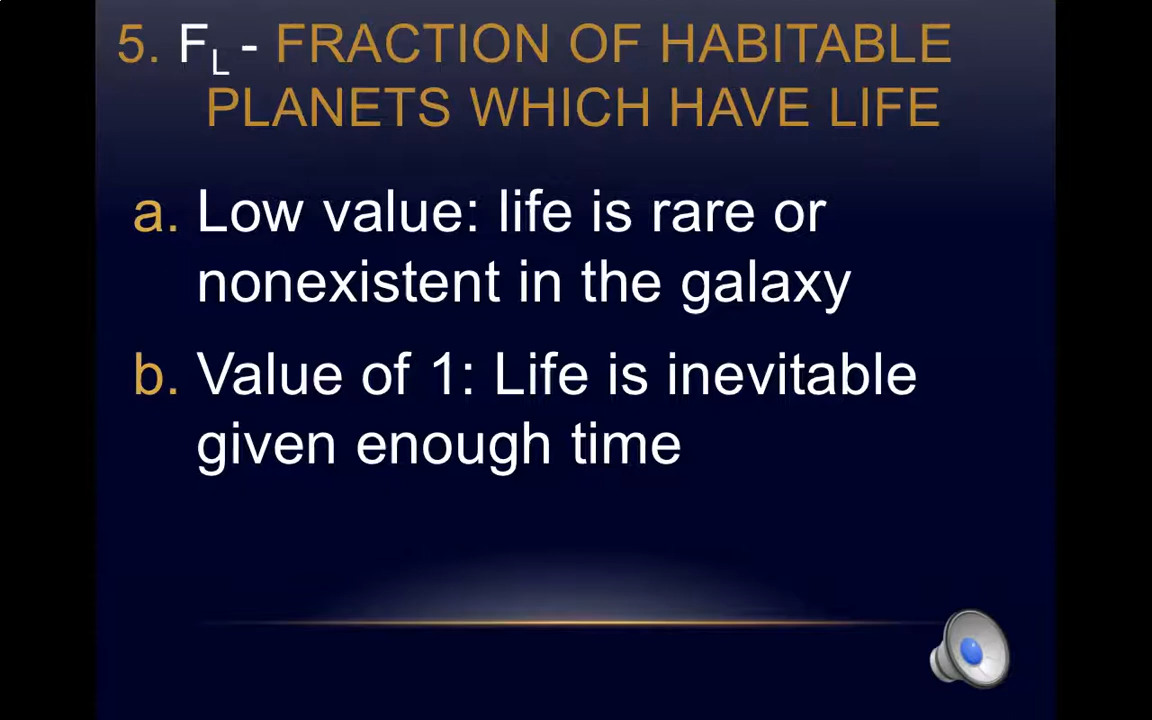 5. FL - FRACTION OF HABITABLE
PLANETS WHICH HAVE LIFE
a. Low value: life is rare or
nonexistent in the galaxy
b. Value of 1: Life is inevitable
given enough time